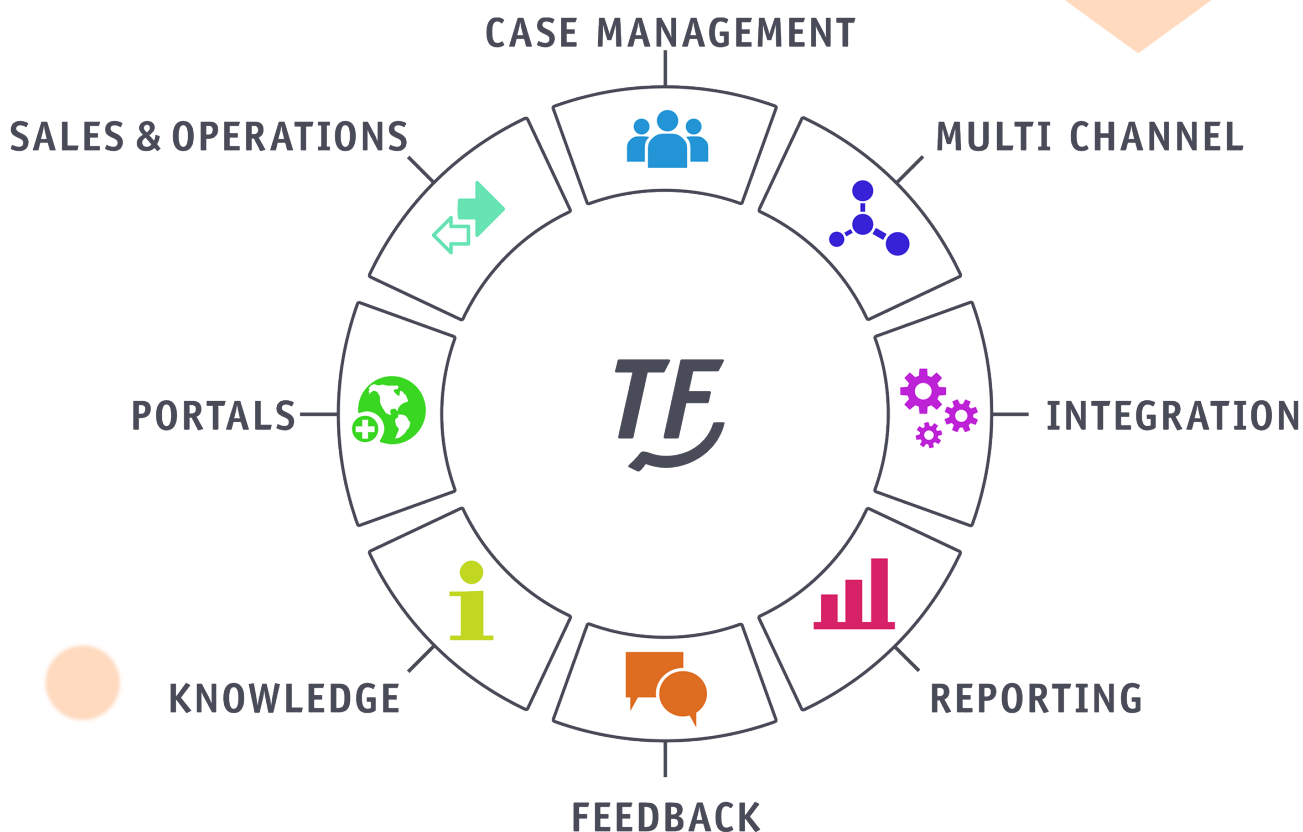 CASE MANAGEMENT
SALES & OPERATIONS
MULTI CHANNEL
PORTALS
TF
INTEGRATION
KNOWLEDGE
REPORTING
FEEDBACK